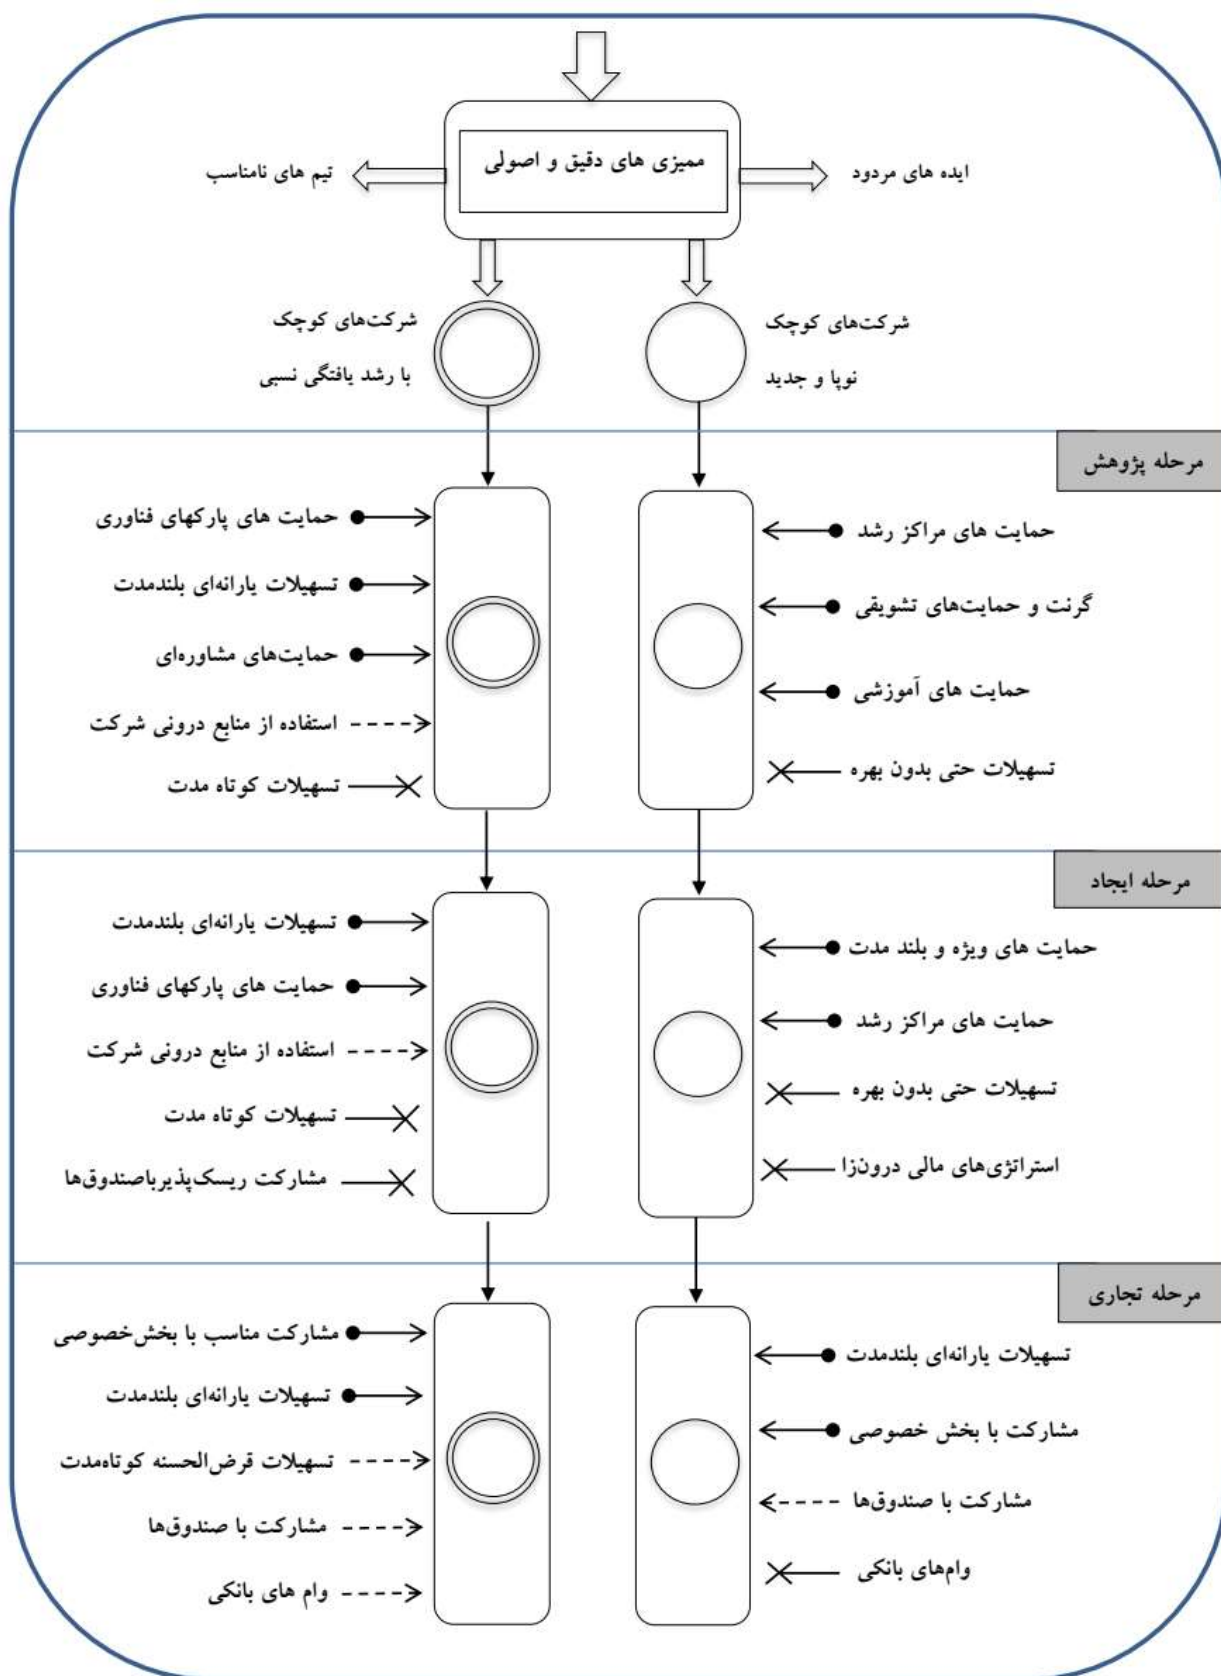 ممیزی های دقیق و اصولی
ایده های مردود
تیم های نامناسب
شرکت‌های کوچک
نوپا و جدید
شرکت‌های کوچک
با رشد یافتگی نسبی
مرحله پژوهش
حمایت های مراکز رشد
گرنت و حمایت‌های تشویقی
حمایت های آموزشی
تسهیلات حتی بدون بهره
حمایت های پارکهای فناوری
تسهیلات یارانه‌ای بلندمدت
حمایت‌های مشاوره‌ای
استفاده از منابع درونی شرکت
تسهیلات کوتاه مدت
مرحله ایجاد
حمایت های ویژه و بلند مدت
حمایت های مراکز رشد
تسهیلات حتی بدون بهره
استراتژی‌های مالی درون‌زا
تسهیلات یارانه‌ای بلندمدت
حمایت های پارکهای فناوری
استفاده از منابع درونی شرکت
تسهیلات کوتاه مدت
مشارکت ریسک‌پذیرباصندوق‌ها
مرحله تجاری
تسهیلات یارانه‌ای بلندمدت
مشارکت با بخش خصوصی
مشارکت با صندوق‌ها
وام‌های بانکی
مشارکت مناسب با بخش‌خصوصی
تسهیلات یارانه‌ای بلندمدت
تسهیلات قرض‌الحسنه کوتاه‌مدت
مشارکت با صندوق‌ها
وام های بانکی